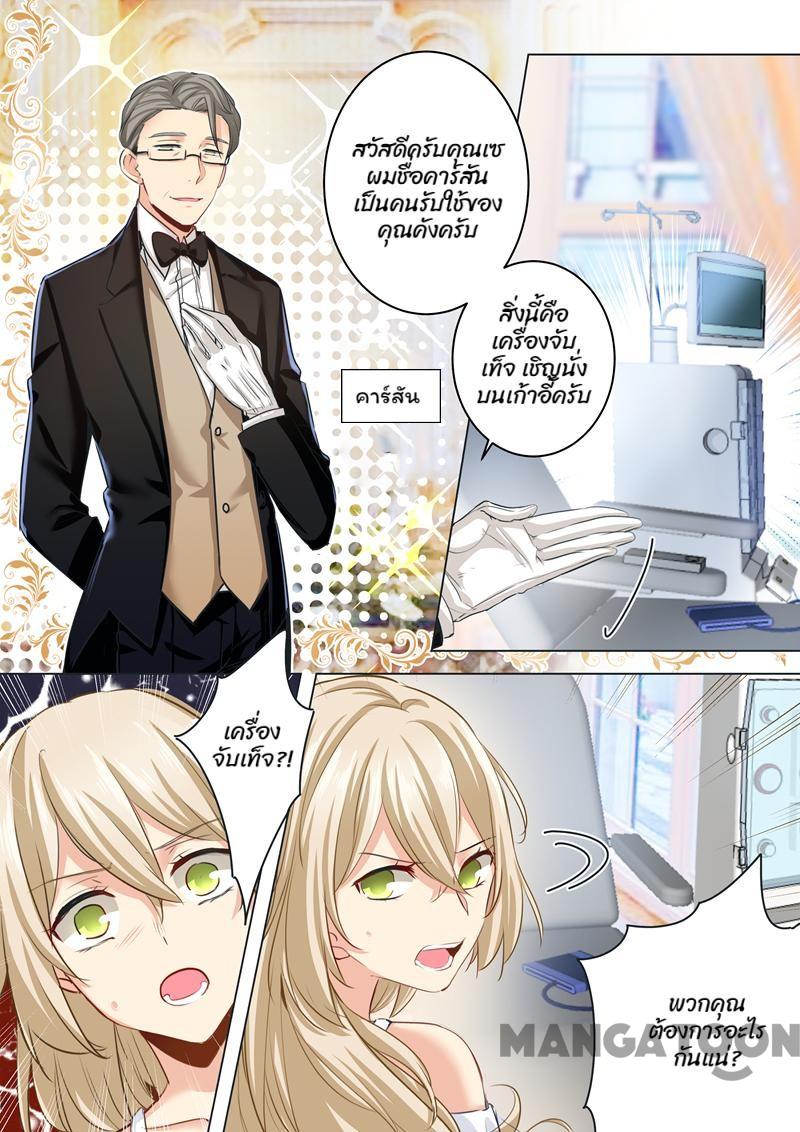 สวัสดีครับคุณเซ
ผมชื่อคาร์สัน
เป็นคนรับใช้ของ
คุณคังครับ
สิ่งนี้คือ
เครื่องจับ
เท็จ เชิญนั่ง
บนเก้าอี้ครับ
คาร์สัน
เครื่อง
จับเท็จ?!
พวกคุณ
ต้องการอะไร
กันแน่?
MANGATOON